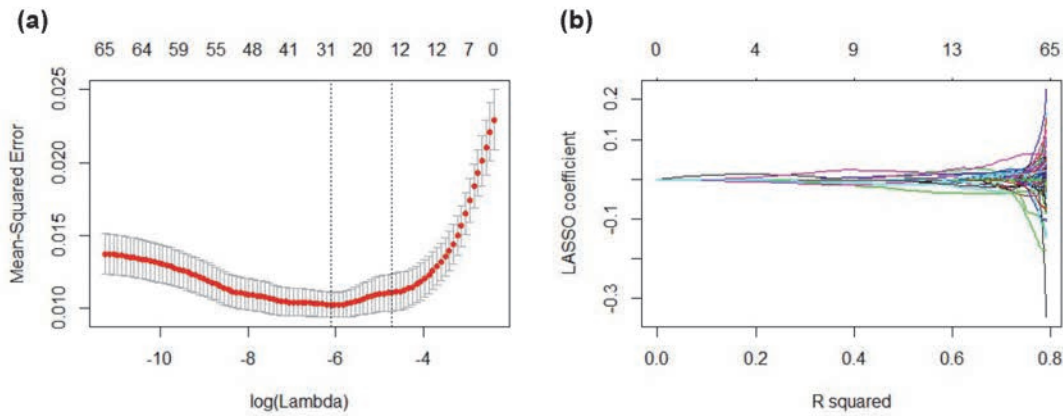 (a)
65 64 59 55 48 41 31 20 12 12 7 0
0.025
0.020
0.015
0.010
Mean-Squared Error
-10 -8 -6 -4
log(Lambda)
(b)
0 4 9 13 65
0.2
0.1
-0.1
-0.3
LASSO coefficient
0.0 0.2 0.4 0.6 0.8
R squared